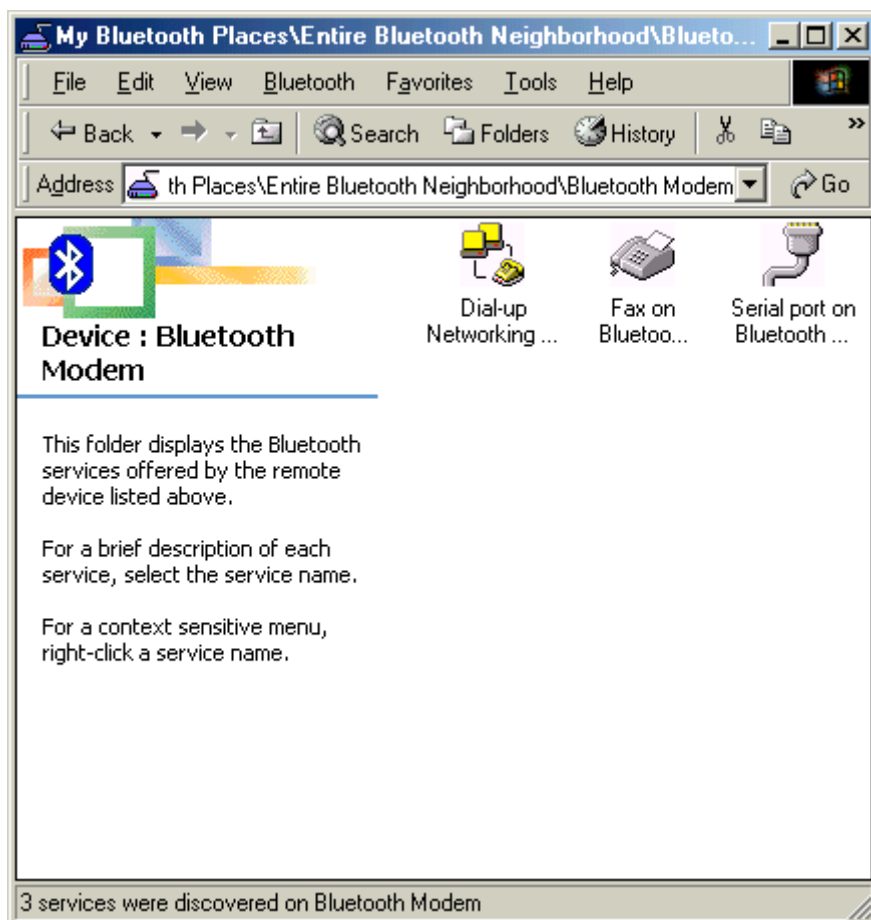 My Bluetooth Places\Entire Bluetooth Neighborhood\Blueto...
File Edit View Bluetooth Favorites Tools Help
Back Search Folders History »
Address th Places\Entire Bluetooth Neighborhood\Bluetooth Modem Go
Device : Bluetooth
Modem
Dial-up
Networking ...
Fax on
Bluetoo...
Serial port on
Bluetooth ...
This folder displays the Bluetooth
services offered by the remote
device listed above.
For a brief description of each
service, select the service name.
For a context sensitive menu,
right-click a service name.
3 services were discovered on Bluetooth Modem